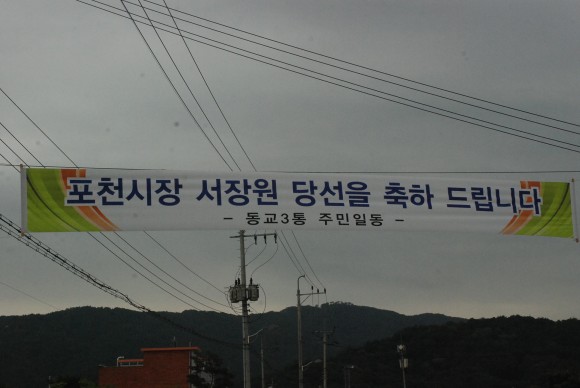 포천시장 서장원 당선을 축하 드립니다
- 동교3통 주민일동 -